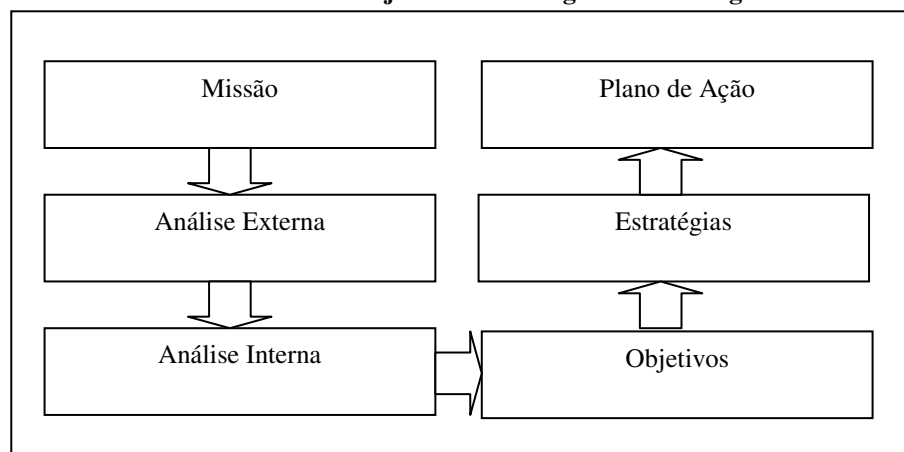 Missão
Análise Externa
Análise Interna
Objetivos
Estratégias
Plano de Ação